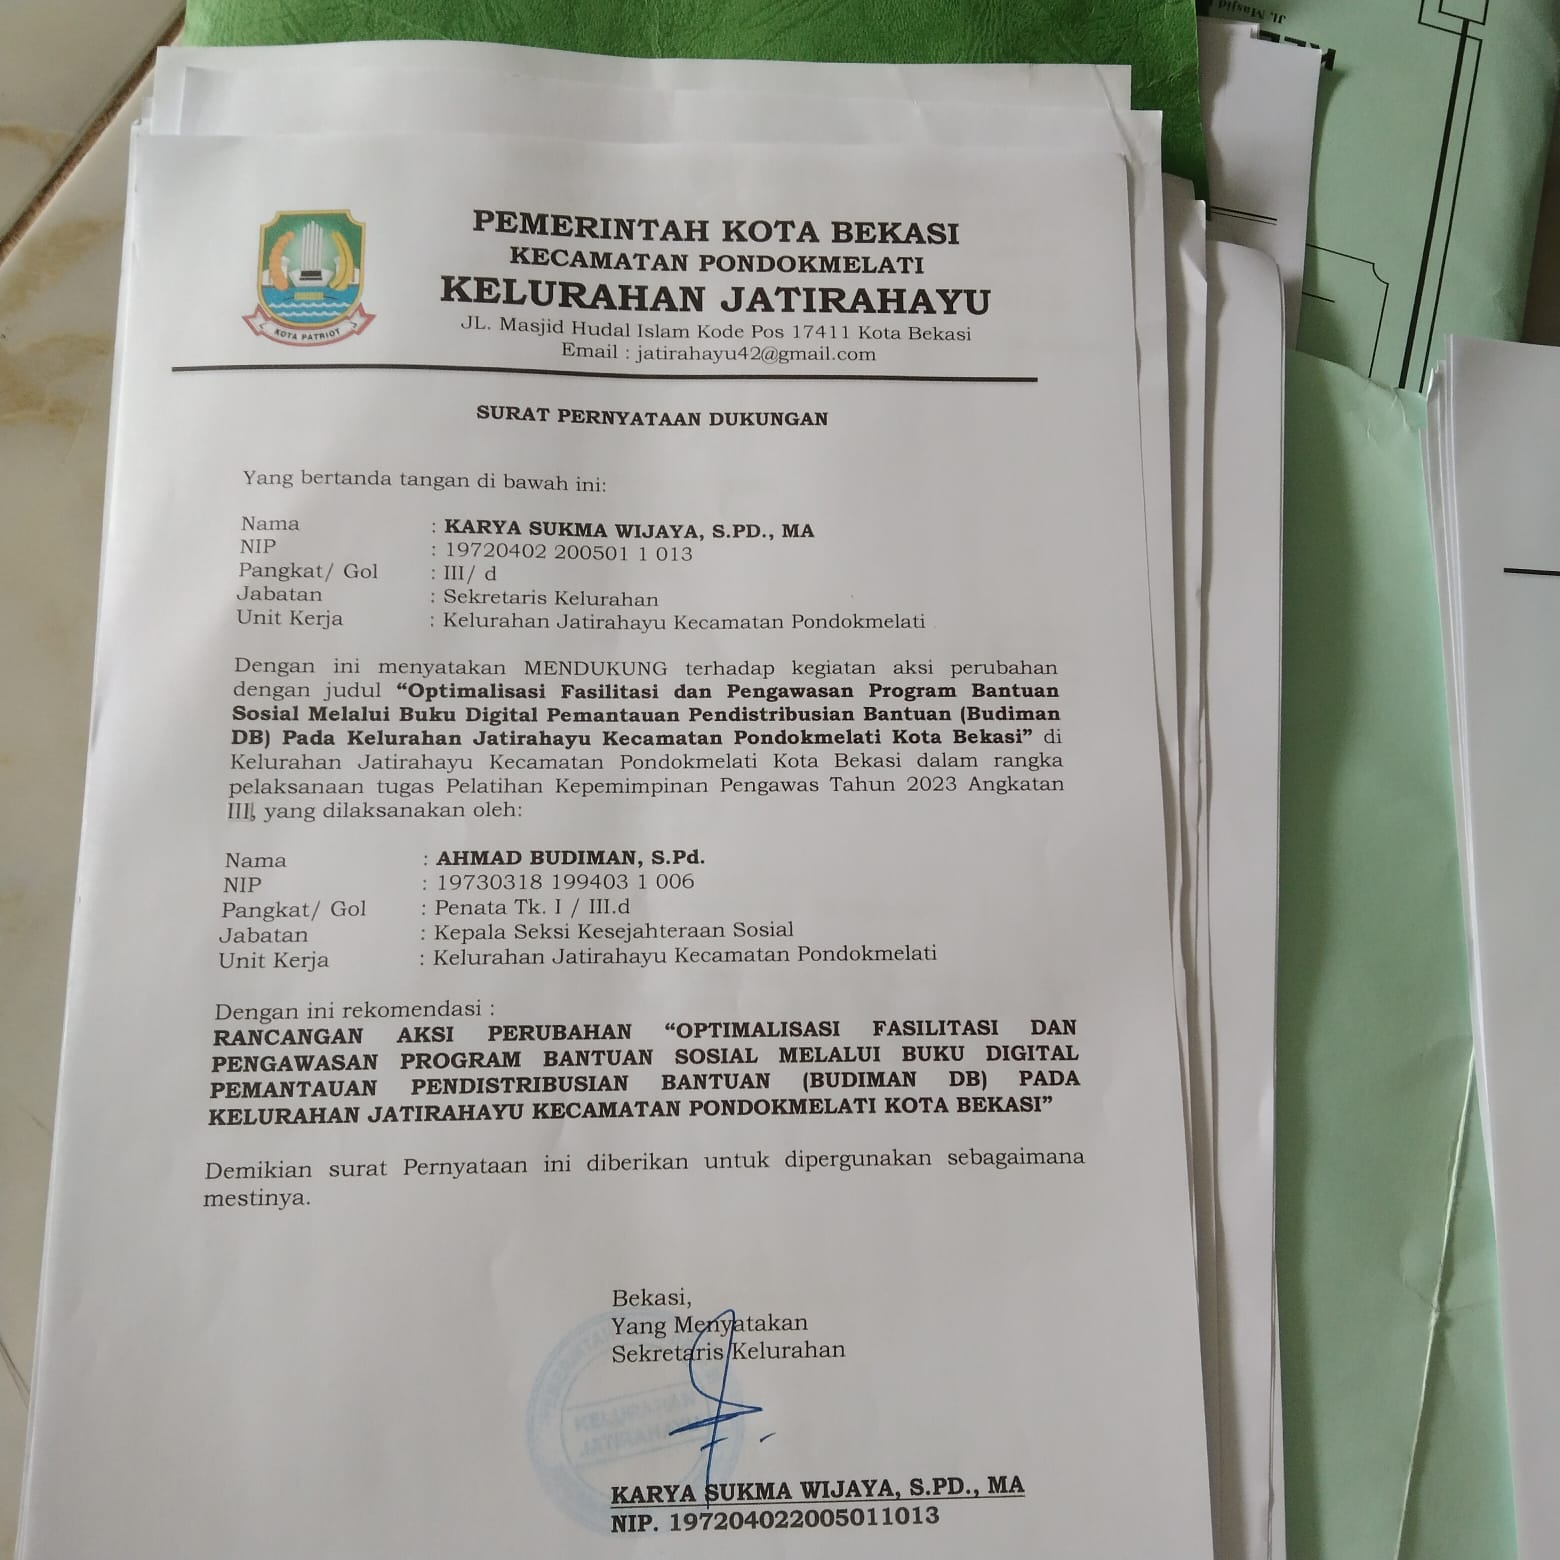 PEMERINTAH KOTA BEKASI
KECAMATAN PONDOKMELATI
KELURAHAN JATIRAHAYU
JL. Masjid Hudal Islam Kode Pos 17411 Kota Bekasi
Email : jatirahayu42@gmail.com
KOTA PATRIOT
SURAT PERNYATAAN DUKUNGAN
Yang bertanda tangan di bawah ini:
Nama : KARYA SUKMA WIJAYA, S.PD., MA
NIP : 19720402 200501 1 013
Pangkat/ Gol : III/ d
Jabatan : Sekretaris Kelurahan
Unit Kerja : Kelurahan Jatirahayu Kecamatan Pondokmelati
Dengan ini menyatakan MENDUKUNG terhadap kegiatan aksi perubahan
dengan judul “Optimalisasi Fasilitasi dan Pengawasan Program Bantuan
Sosial Melalui Buku Digital Pemantauan Pendistribusian Bantuan (Budiman
DB) Pada Kelurahan Jatirahayu Kecamatan Pondokmelati Kota Bekasi” di
Kelurahan Jatirahayu Kecamatan Pondokmelati Kota Bekasi dalam rangka
pelaksanaan tugas Pelatihan Kepemimpinan Pengawas Tahun 2023 Angkatan
III, yang dilaksanakan oleh:
Nama : AHMAD BUDIMAN, S.Pd.
NIP : 19730318 199403 1 006
Pangkat/ Gol : Penata Tk. I / III.d
Jabatan : Kepala Seksi Kesejahteraan Sosial
Unit Kerja : Kelurahan Jatirahayu Kecamatan Pondokmelati
Dengan ini rekomendasi :
RANCANGAN AKSI PERUBAHAN “OPTIMALISASI FASILITASI DAN
PENGAWASAN PROGRAM BANTUAN SOSIAL MELALUI BUKU DIGITAL
PEMANTAUAN PENDISTRIBUSIAN BANTUAN (BUDIMAN DB) PADA
KELURAHAN JATIRAHAYU KECAMATAN PONDOKMELATI KOTA BEKASI”
Demikian surat Pernyataan ini diberikan untuk dipergunakan sebagaimana
mestinya.
Bekasi,
Yang Menyatakan
Sekretaris Kelurahan
KELURAHAN
JATIRAHAYU
KARYA SUKMA WIJAYA, S.PD., MA
NIP. 197204022005011013
Jl. Masjid